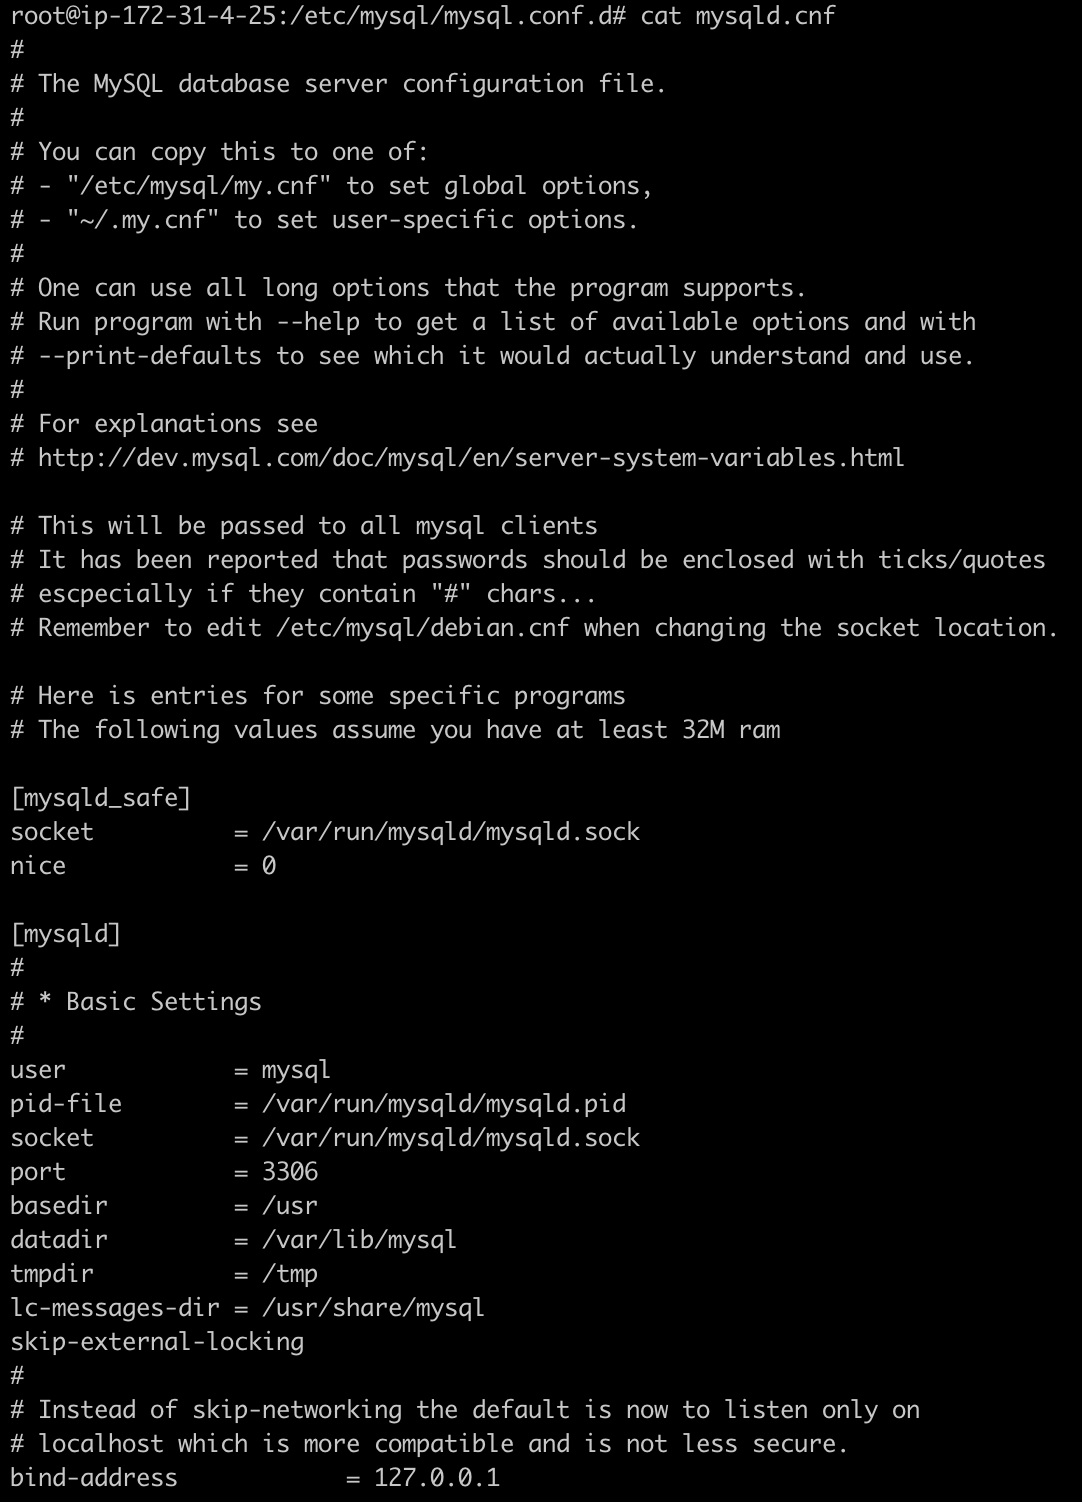 root@ip-172-31-4-25:/etc/mysql/mysql.conf.d# cat mysqld.cnf
#
# The MySQL database server configuration file.
#
# You can copy this to one of:
# - "/etc/mysql/my.cnf" to set global options,
# - "~/.my.cnf" to set user-specific options.
#
# One can use all long options that the program supports.
# Run program with --help to get a list of available options and with
# --print-defaults to see which it would actually understand and use.
#
# For explanations see
# http://dev.mysql.com/doc/mysql/en/server-system-variables.html

# This will be passed to all mysql clients
# It has been reported that passwords should be enclosed with ticks/quotes
# escpecially if they contain "#" chars...
# Remember to edit /etc/mysql/debian.cnf when changing the socket location.

# Here is entries for some specific programs
# The following values assume you have at least 32M ram

[mysqld_safe]
socket          = /var/run/mysqld/mysqld.sock
nice            = 0

[mysqld]
#
# * Basic Settings
#
user            = mysql
pid-file        = /var/run/mysqld/mysqld.pid
socket          = /var/run/mysqld/mysqld.sock
port            = 3306
basedir         = /usr
datadir         = /var/lib/mysql
tmpdir          = /tmp
lc-messages-dir = /usr/share/mysql
skip-external-locking
#
# Instead of skip-networking the default is now to listen only on
# localhost which is more compatible and is not less secure.
bind-address            = 127.0.0.1